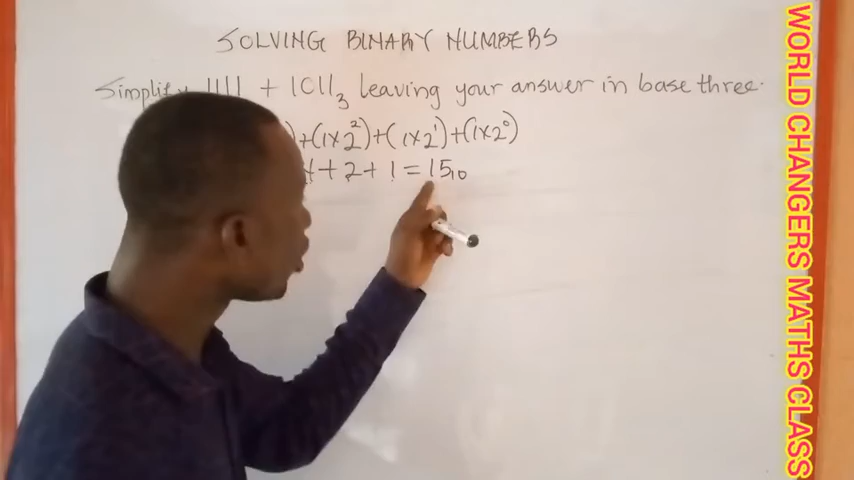 SOLVING BINARY NUMBERS
Simplify 1111 + 1011₃ leaving your answer in base three.
+(1×2²)+(1×2¹)+(1×2⁰)
+ 2 + 1 = 15₁₀
WORLD CHANGERS MATHS CLASS